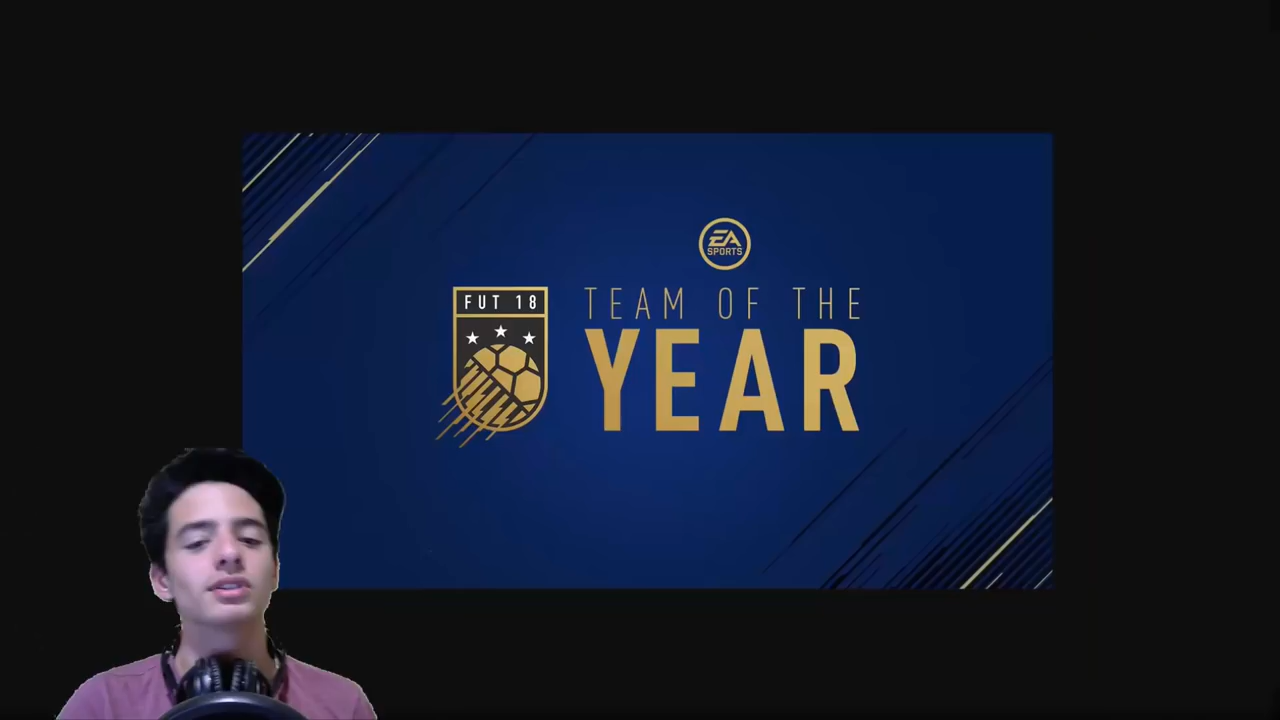 EA
SPORTS
FUT 18
TEAM OF THE
YEAR